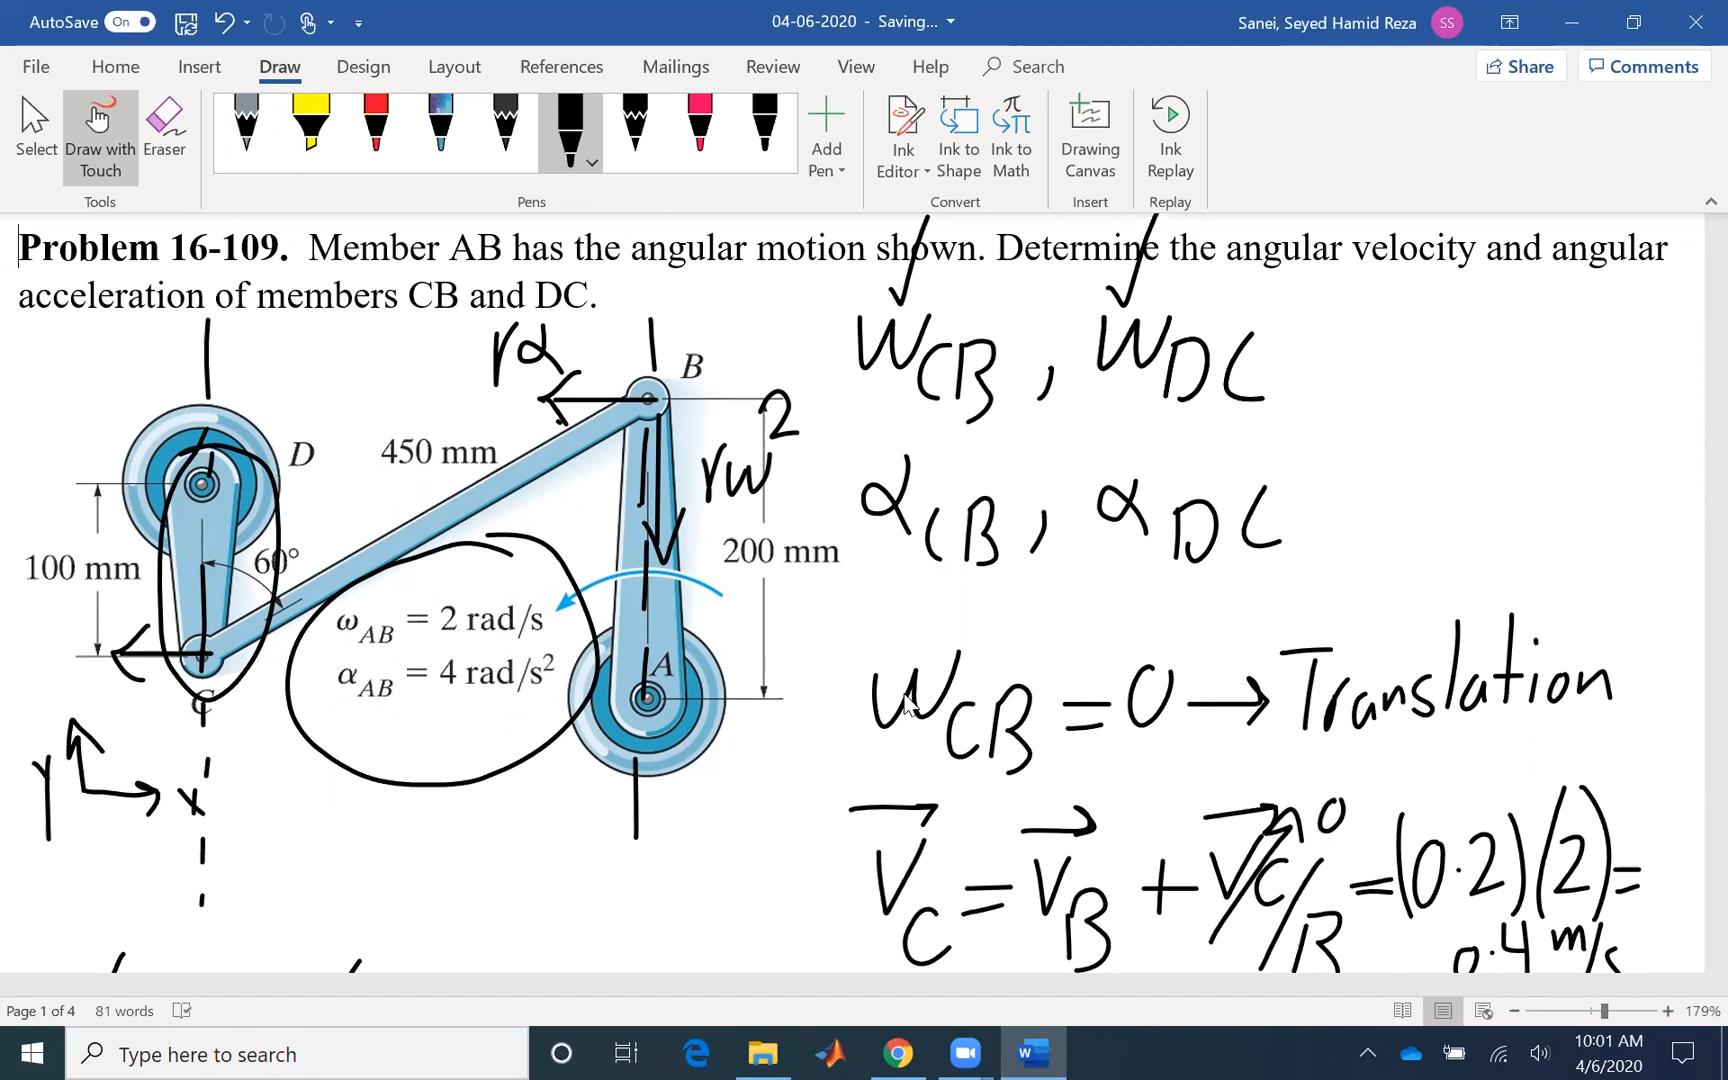 AutoSave On
04-06-2020 - Saving...
Sanei, Seyed Hamid Reza SS
File Home Insert Draw Design Layout References Mailings Review View Help Search
Share Comments
Select Draw with Touch Eraser
Add Pen
Ink Editor Ink to Shape Ink to Math
Drawing Canvas
Ink Replay
Tools Pens Convert Insert Replay
Problem 16-109. Member AB has the angular motion shown. Determine the angular velocity and angular
acceleration of members CB and DC.
rα
B
ω_CB, ω_DC
D
450 mm
rω²
α_CB, α_DC
100 mm
60°
200 mm
ω_AB = 2 rad/s
α_AB = 4 rad/s²
A
C
ω_CB = 0 → Translation
Y
x
V_C = V_B + V_C/B 0 = (0.2)(2) =
0.4 m/s
Page 1 of 4 81 words
179%
Type here to search
10:01 AM
4/6/2020